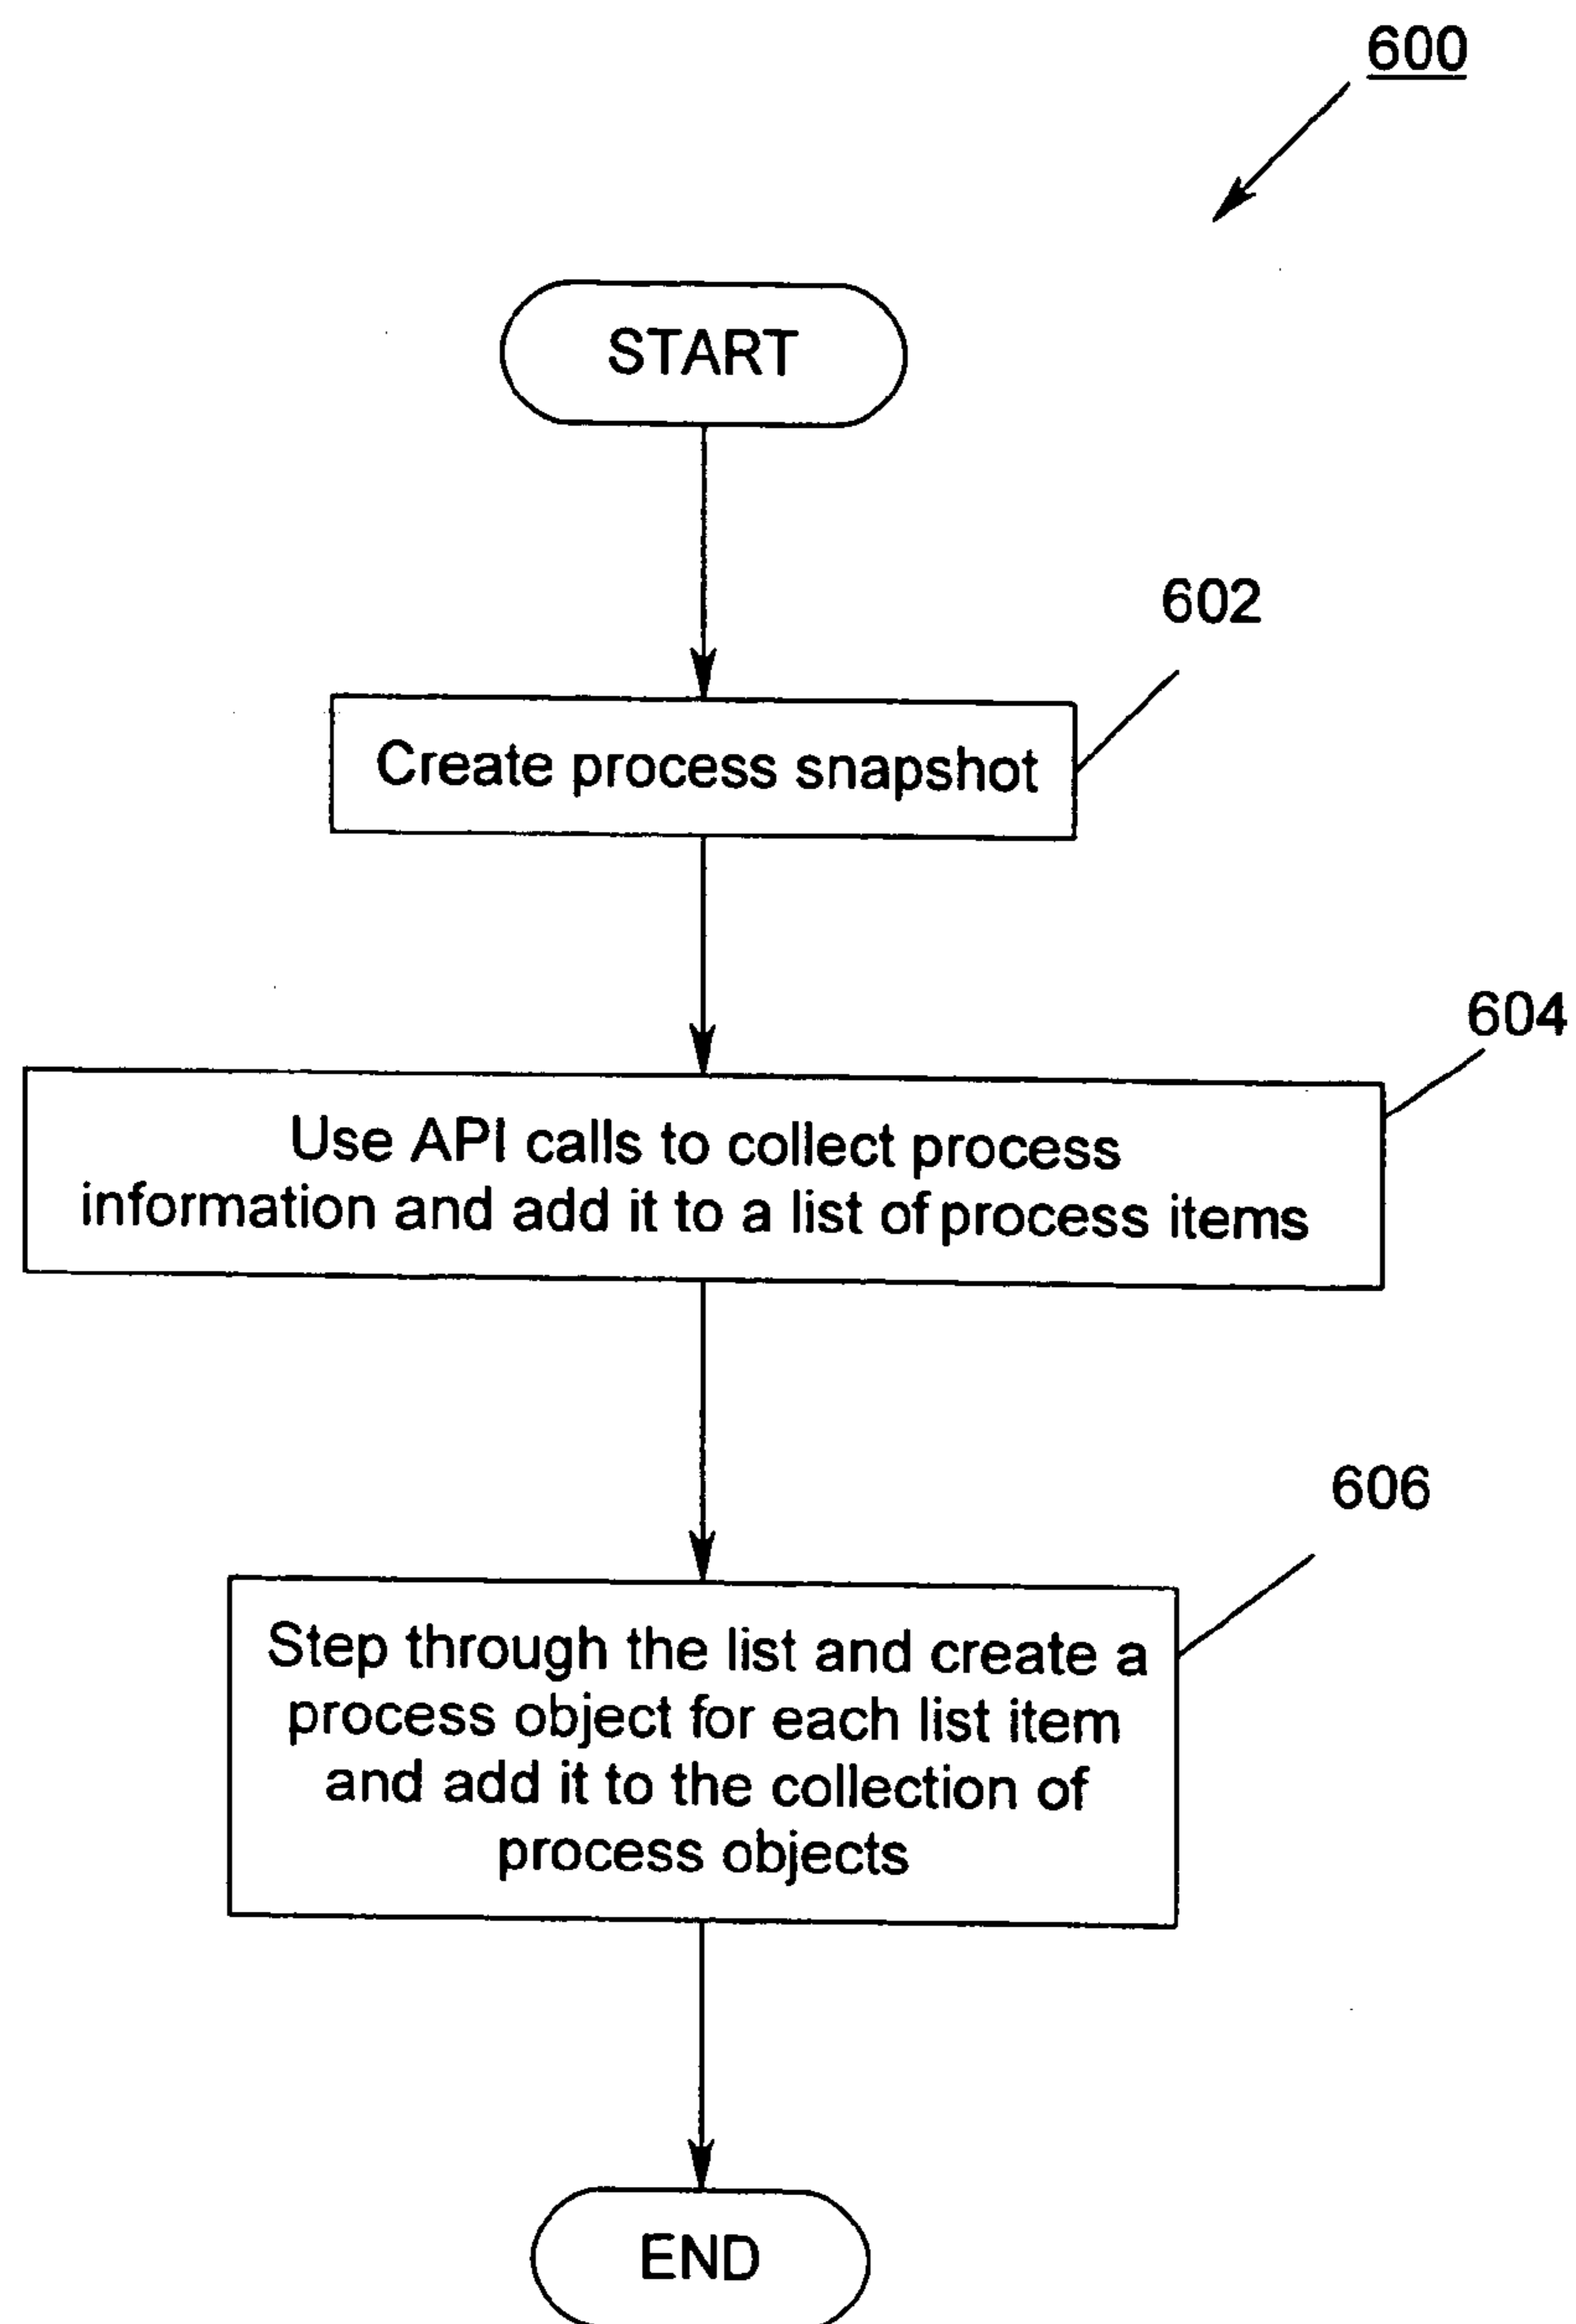 600
START
602
Create process snapshot
604
Use API calls to collect process
information and add it to a list of process items
606
Step through the list and create a
process object for each list item
and add it to the collection of
process objects
END